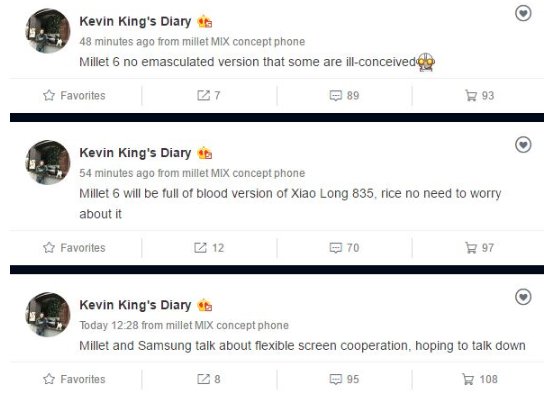 Kevin King's Diary
48 minutes ago from millet MIX concept phone
Millet 6 no emasculated version that some are ill-conceived
Favorites 7 89 93
Kevin King's Diary
54 minutes ago from millet MIX concept phone
Millet 6 will be full of blood version of Xiao Long 835, rice no need to worry
about it
Favorites 12 70 97
Kevin King's Diary
Today 12:28 from millet MIX concept phone
Millet and Samsung talk about flexible screen cooperation, hoping to talk down
Favorites 8 95 108